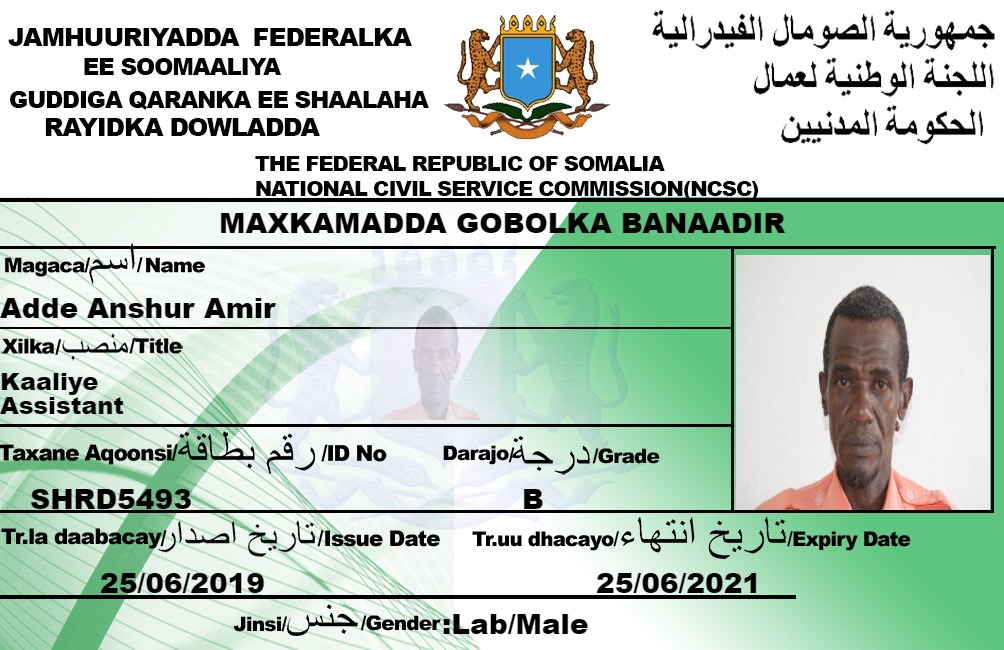 JAMHUURIYADDA FEDERALKA
EE SOOMAALIYA
GUDDIGA QARANKA EE SHAALAHA
RAYIDKA DOWLADDA
جمهورية الصومال الفيدرالية
اللجنة الوطنية لعمال
الحكومة المدنيين
THE FEDERAL REPUBLIC OF SOMALIA
NATIONAL CIVIL SERVICE COMMISSION(NCSC)
MAXKAMADDA GOBOLKA BANAADIR
Magaca/اسم/Name
Adde Anshur Amir
Xilka/منصب/Title
Kaaliye
Assistant
Taxane Aqoonsi/رقم بطاقة/ID No
Darajo/درجة/Grade
SHRD5493
B
Tr.la daabacay/تاريخ اصدار/Issue Date
Tr.uu dhacayo/تاريخ انتهاء/Expiry Date
25/06/2019
25/06/2021
Jinsi/جنس/Gender:Lab/Male